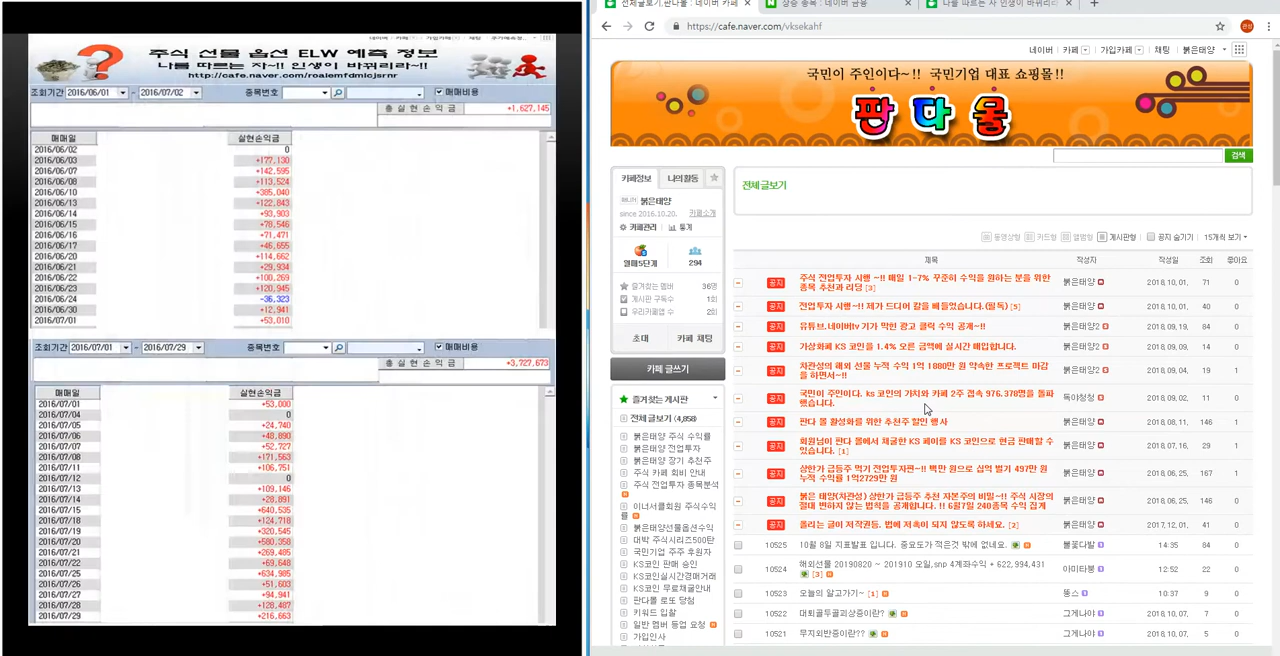 주식 선물 옵션 ELW 예측 정보
나를 따르는 자~!! 인생이 바뀌리라~!!
http://cafe.naver.com/roalemfdmlcjsrnr
조회기간 2016/06/01 - 2016/07/02 종목번호 매매비용
총 실 현 손 익 금 +1,627,145
매매일 실현손익금
2016/06/02 0
2016/06/03 +177,130
2016/06/07 +142,595
2016/06/08 +113,524
2016/06/10 +385,040
2016/06/13 +122,843
2016/06/14 +93,903
2016/06/15 +78,546
2016/06/16 +71,471
2016/06/17 +46,655
2016/06/20 +114,662
2016/06/21 +29,934
2016/06/22 +100,269
2016/06/23 +120,945
2016/06/24 -36,323
2016/06/30 +12,941
2016/07/01 +53,010
조회기간 2016/07/01 - 2016/07/29 종목번호 매매비용
총 실 현 손 익 금 +3,727,673
매매일 실현손익금
2016/07/01 +53,000
2016/07/04 0
2016/07/05 +24,740
2016/07/06 +48,890
2016/07/07 +52,727
2016/07/08 +171,563
2016/07/11 +106,751
2016/07/12 0
2016/07/13 +109,146
2016/07/14 +28,891
2016/07/15 +640,535
2016/07/18 +124,718
2016/07/19 +320,545
2016/07/20 +580,358
2016/07/21 +269,485
2016/07/22 +69,648
2016/07/25 +634,985
2016/07/26 +51,603
2016/07/27 +94,941
2016/07/28 +128,487
2016/07/29 +216,663
전체글보기.판다몰 : 네이버 카페 상승 종목 : 네이버 금융 나를 따르는 자 인생이 바뀌리라
https://cafe.naver.com/vksekahf
네이버 카페 가입카페 채팅 붉은태양
국민이 주인이다~!! 국민기업 대표 쇼핑몰!!
판다몰
검색
카페정보 나의활동
붉은태양
since 2016.10.20. 카페소개
카페관리 통계
열매5단계 294
즐겨찾는 멤버 36명
게시판 구독수 1회
우리카페앱 수 2회
초대 카페 채팅
카페 글쓰기
즐겨찾는 게시판
전체글보기 (4,858)
붉은태양 주식 수익률
붉은태양 전업투자
붉은태양 장기 추천주
주식 카페 회비 안내
주식 전업투자 종목분석
이너서클회원 주식수익률
붉은태양선물옵션수익
대박 주식시리즈500탄
국민기업 주주 후원자
KS코인 판매 승인
KS코인실시간경매거래
KS코인 무료채굴안내
판다몰 로또 당첨
키워드 입찰
일반 멤버 등업 요청
가입인사
전체글보기
동영상형 카드형 앨범형 게시판형 공지 숨기기 15개씩 보기
제목 작성자 작성일 조회 좋아요
공지 주식 전업투자 시행 ~!! 매일 1-7% 꾸준히 수익을 원하는 분을 위한 종목 추천과 리딩 [3] 붉은태양 2018.10.01. 71 0
공지 전업투자 시행~!! 제가 드디어 칼을 빼들었습니다.(필독) [5] 붉은태양 2018.10.01. 40 0
공지 유튜브.네이버tv 기가 막힌 광고 클릭 수익 공개~!! 붉은태양2 2018.09.19. 84 0
공지 가상화폐 KS 코인을 1.4% 오른 금액에 실시간 매입합니다. 붉은태양2 2018.09.19. 14 0
공지 차관성의 해외 선물 누적 수익 1억 1880만 원 약속한 프로젝트 마감을 하면서~!! 붉은태양2 2018.09.04. 19 1
공지 국민이 주인이다. ks 코인의 가치와 카페 2주 접속 976.378명을 돌파했습니다. 독야청청 2018.09.02. 11 0
공지 판다 몰 활성화를 위한 추천주 할인 행사 붉은태양 2018.08.11. 146 1
공지 회원님이 판다 몰에서 채굴한 KS 페이를 KS 코인으로 현금 판매할 수 있습니다. [1] 붉은태양 2018.07.16. 29 1
공지 상한가 급등주 먹기 전업투자편~!! 백만 원으로 십억 벌기 497만 원 누적 수익률 1억2729만 원 붉은태양 2018.06.25. 167 1
공지 붉은 태양(차관성) 상한가 급등주 추천 자본주의 비밀~!! 주식 시장의 절대 변하지 않는 법칙을 공개합니다. !! 6월7일 240종목 수익 집계 붉은태양 2018.06.25. 146 0
공지 올리는 글이 저작권등. 법에 저촉이 되지 않도록 하세요. [2] 붉은태양 2017.12.01. 41 0
10525 10월 8일 지표발표 입니다. 중요도가 적은것 밖에 없네요. 불꽃다발 14:35 84 0
10524 해외선물 20190820 ~ 201910 오일,snp 4계좌수익 + 622,994,431 [3] 아미타불 12:52 22 0
10523 오늘의 알고가기~ [1] 똥스 10:37 9 0
10522 대퇴골두골괴상증이란? 그게나야 2018.10.07. 7 0
10521 무지외반증이란?? 그게나야 2018.10.07. 5 0